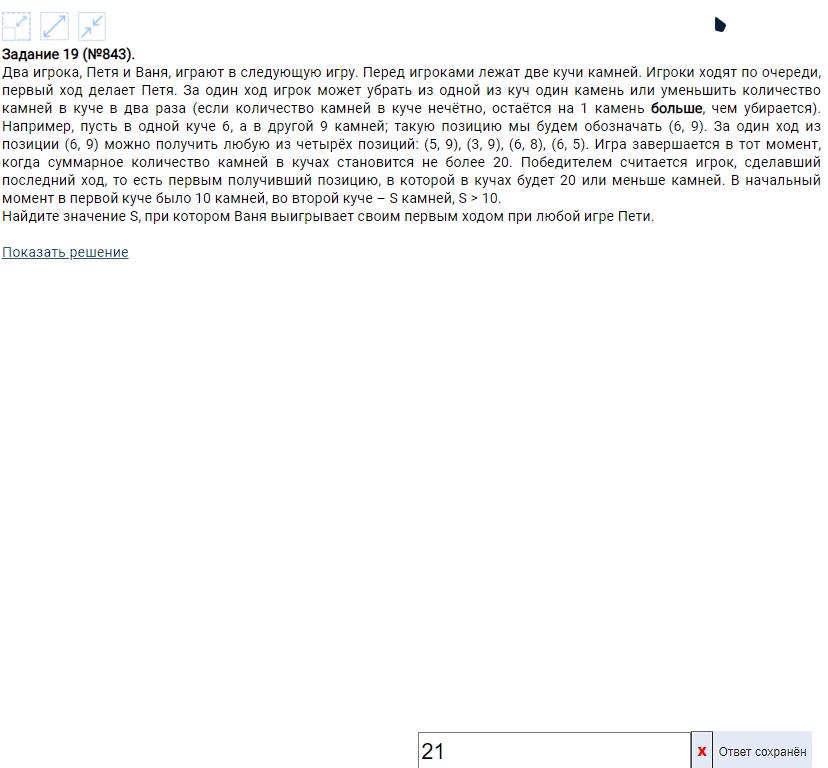 Задание 19 (№843).
Два игрока, Петя и Ваня, играют в следующую игру. Перед игроками лежат две кучи камней. Игроки ходят по очереди,
первый ход делает Петя. За один ход игрок может убрать из одной из куч один камень или уменьшить количество
камней в куче в два раза (если количество камней в куче нечётно, остаётся на 1 камень больше, чем убирается).
Например, пусть в одной куче 6, а в другой 9 камней; такую позицию мы будем обозначать (6, 9). За один ход из
позиции (6, 9) можно получить любую из четырёх позиций: (5, 9), (3, 9), (6, 8), (6, 5). Игра завершается в тот момент,
когда суммарное количество камней в кучах становится не более 20. Победителем считается игрок, сделавший
последний ход, то есть первым получивший позицию, в которой в кучах будет 20 или меньше камней. В начальный
момент в первой куче было 10 камней, во второй куче – S камней, S > 10.
Найдите значение S, при котором Ваня выигрывает своим первым ходом при любой игре Пети.
Показать решение
21
x Ответ сохранён